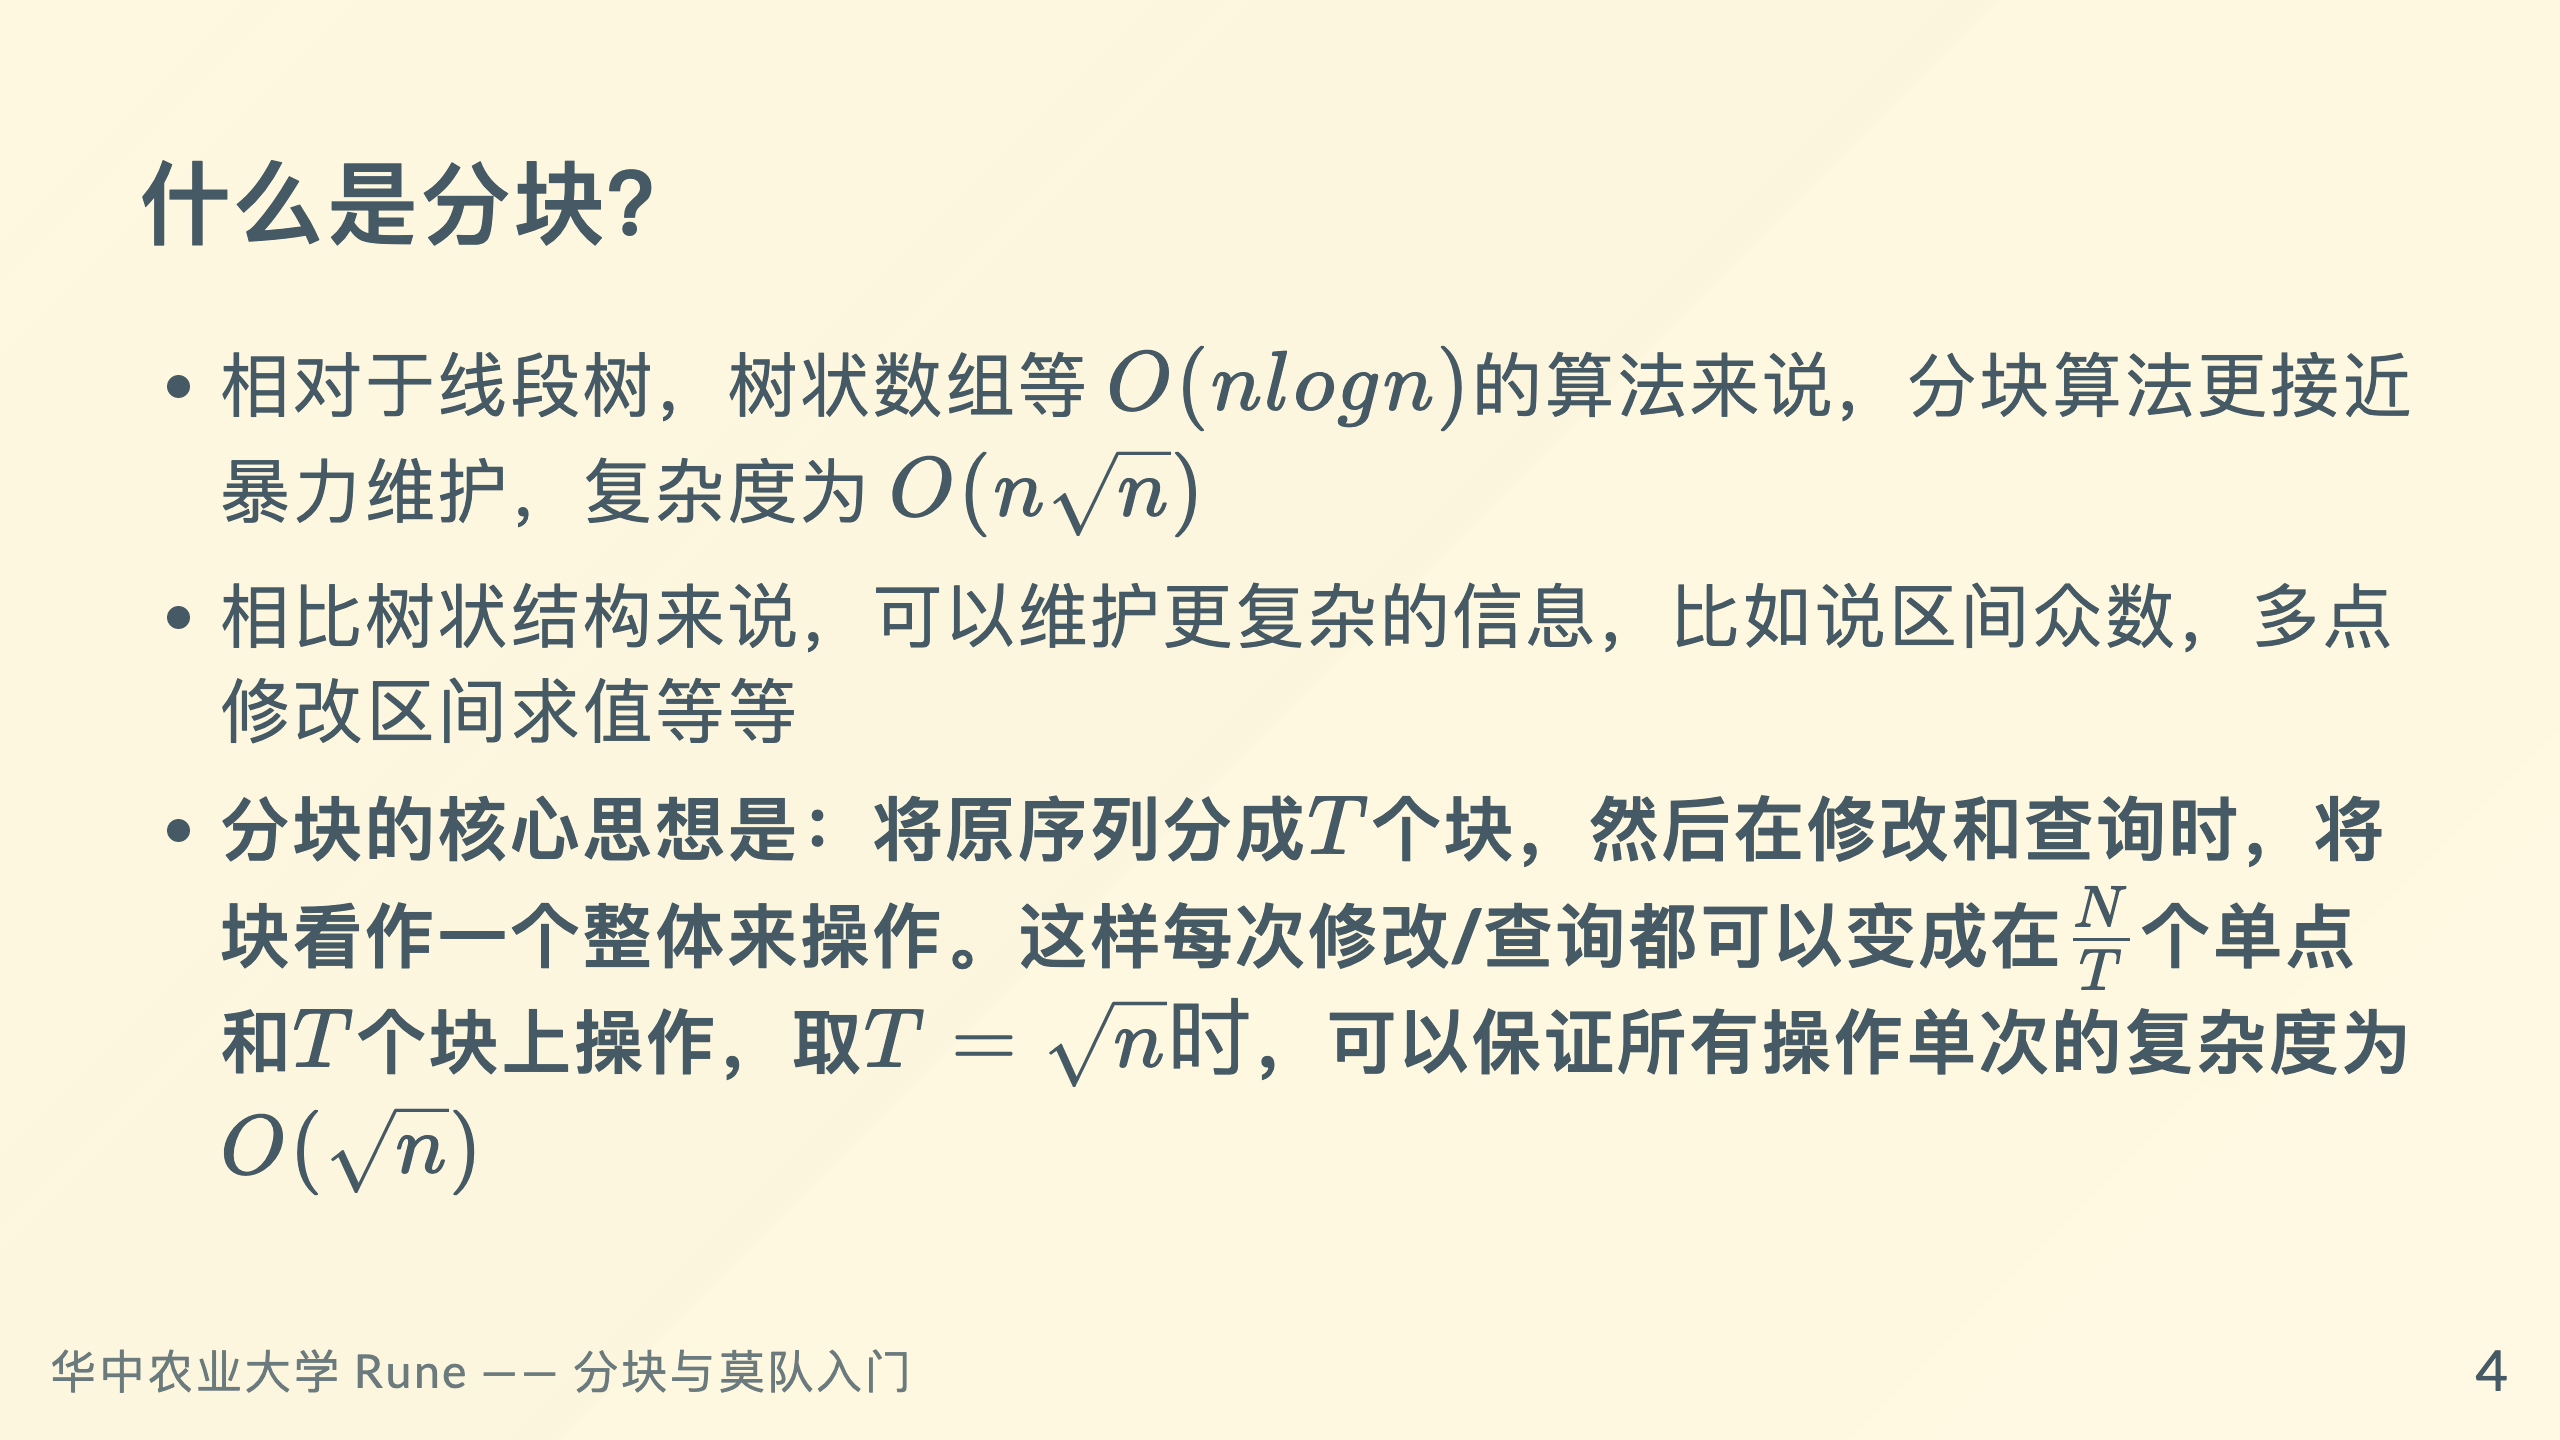 什么是分块?
• 相对于线段树，树状数组等 O(nlogn)的算法来说，分块算法更接近
暴力维护，复杂度为 O(n√n)
• 相比树状结构来说，可以维护更复杂的信息，比如说区间众数，多点
修改区间求值等等
• 分块的核心思想是：将原序列分成T个块，然后在修改和查询时，将
块看作一个整体来操作。这样每次修改/查询都可以变成在N/T个单点
和T个块上操作，取T = √n时，可以保证所有操作单次的复杂度为
O(√n)
华中农业大学 Rune —— 分块与莫队入门
4